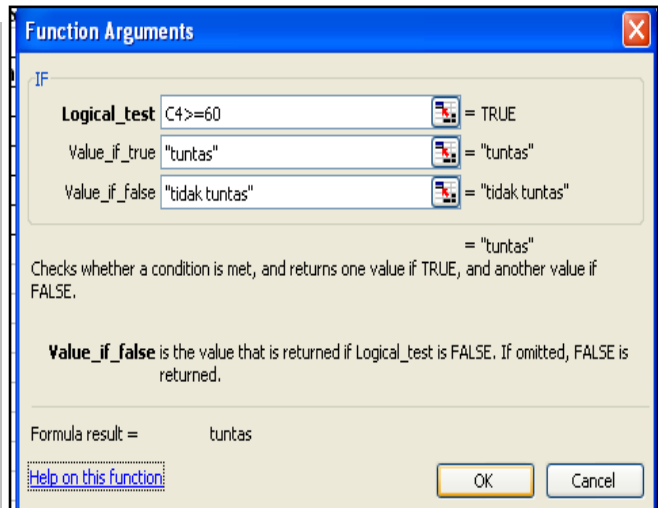 Function Arguments
IF
Logical_test C4>=60 = TRUE
Value_if_true "tuntas" = "tuntas"
Value_if_false "tidak tuntas" = "tidak tuntas"
= "tuntas"
Checks whether a condition is met, and returns one value if TRUE, and another value if
FALSE.
Value_if_false is the value that is returned if Logical_test is FALSE. If omitted, FALSE is
returned.
Formula result = tuntas
Help on this function OK Cancel